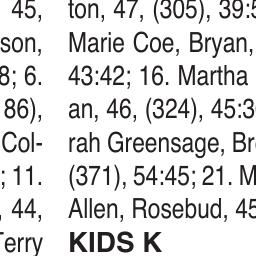 45,
son,
8; 6.
86),
Col-
; 11.
, 44,
Terry
ton, 47, (305), 39:5
Marie Coe, Bryan,
43:42; 16. Martha
an, 46, (324), 45:3
rah Greensage, Br
(371), 54:45; 21. M
Allen, Rosebud, 45
KIDS K